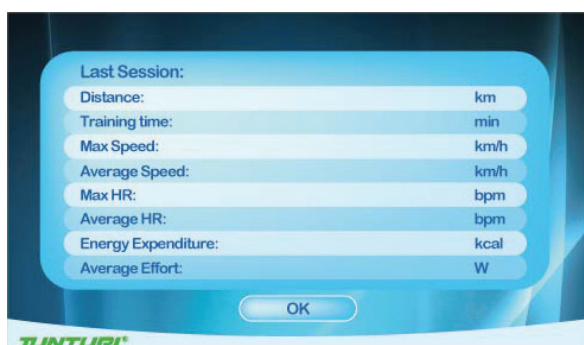 Last Session:
Distance: km
Training time: min
Max Speed: km/h
Average Speed: km/h
Max HR: bpm
Average HR: bpm
Energy Expenditure: kcal
Average Effort: W
OK
TUNTURI®